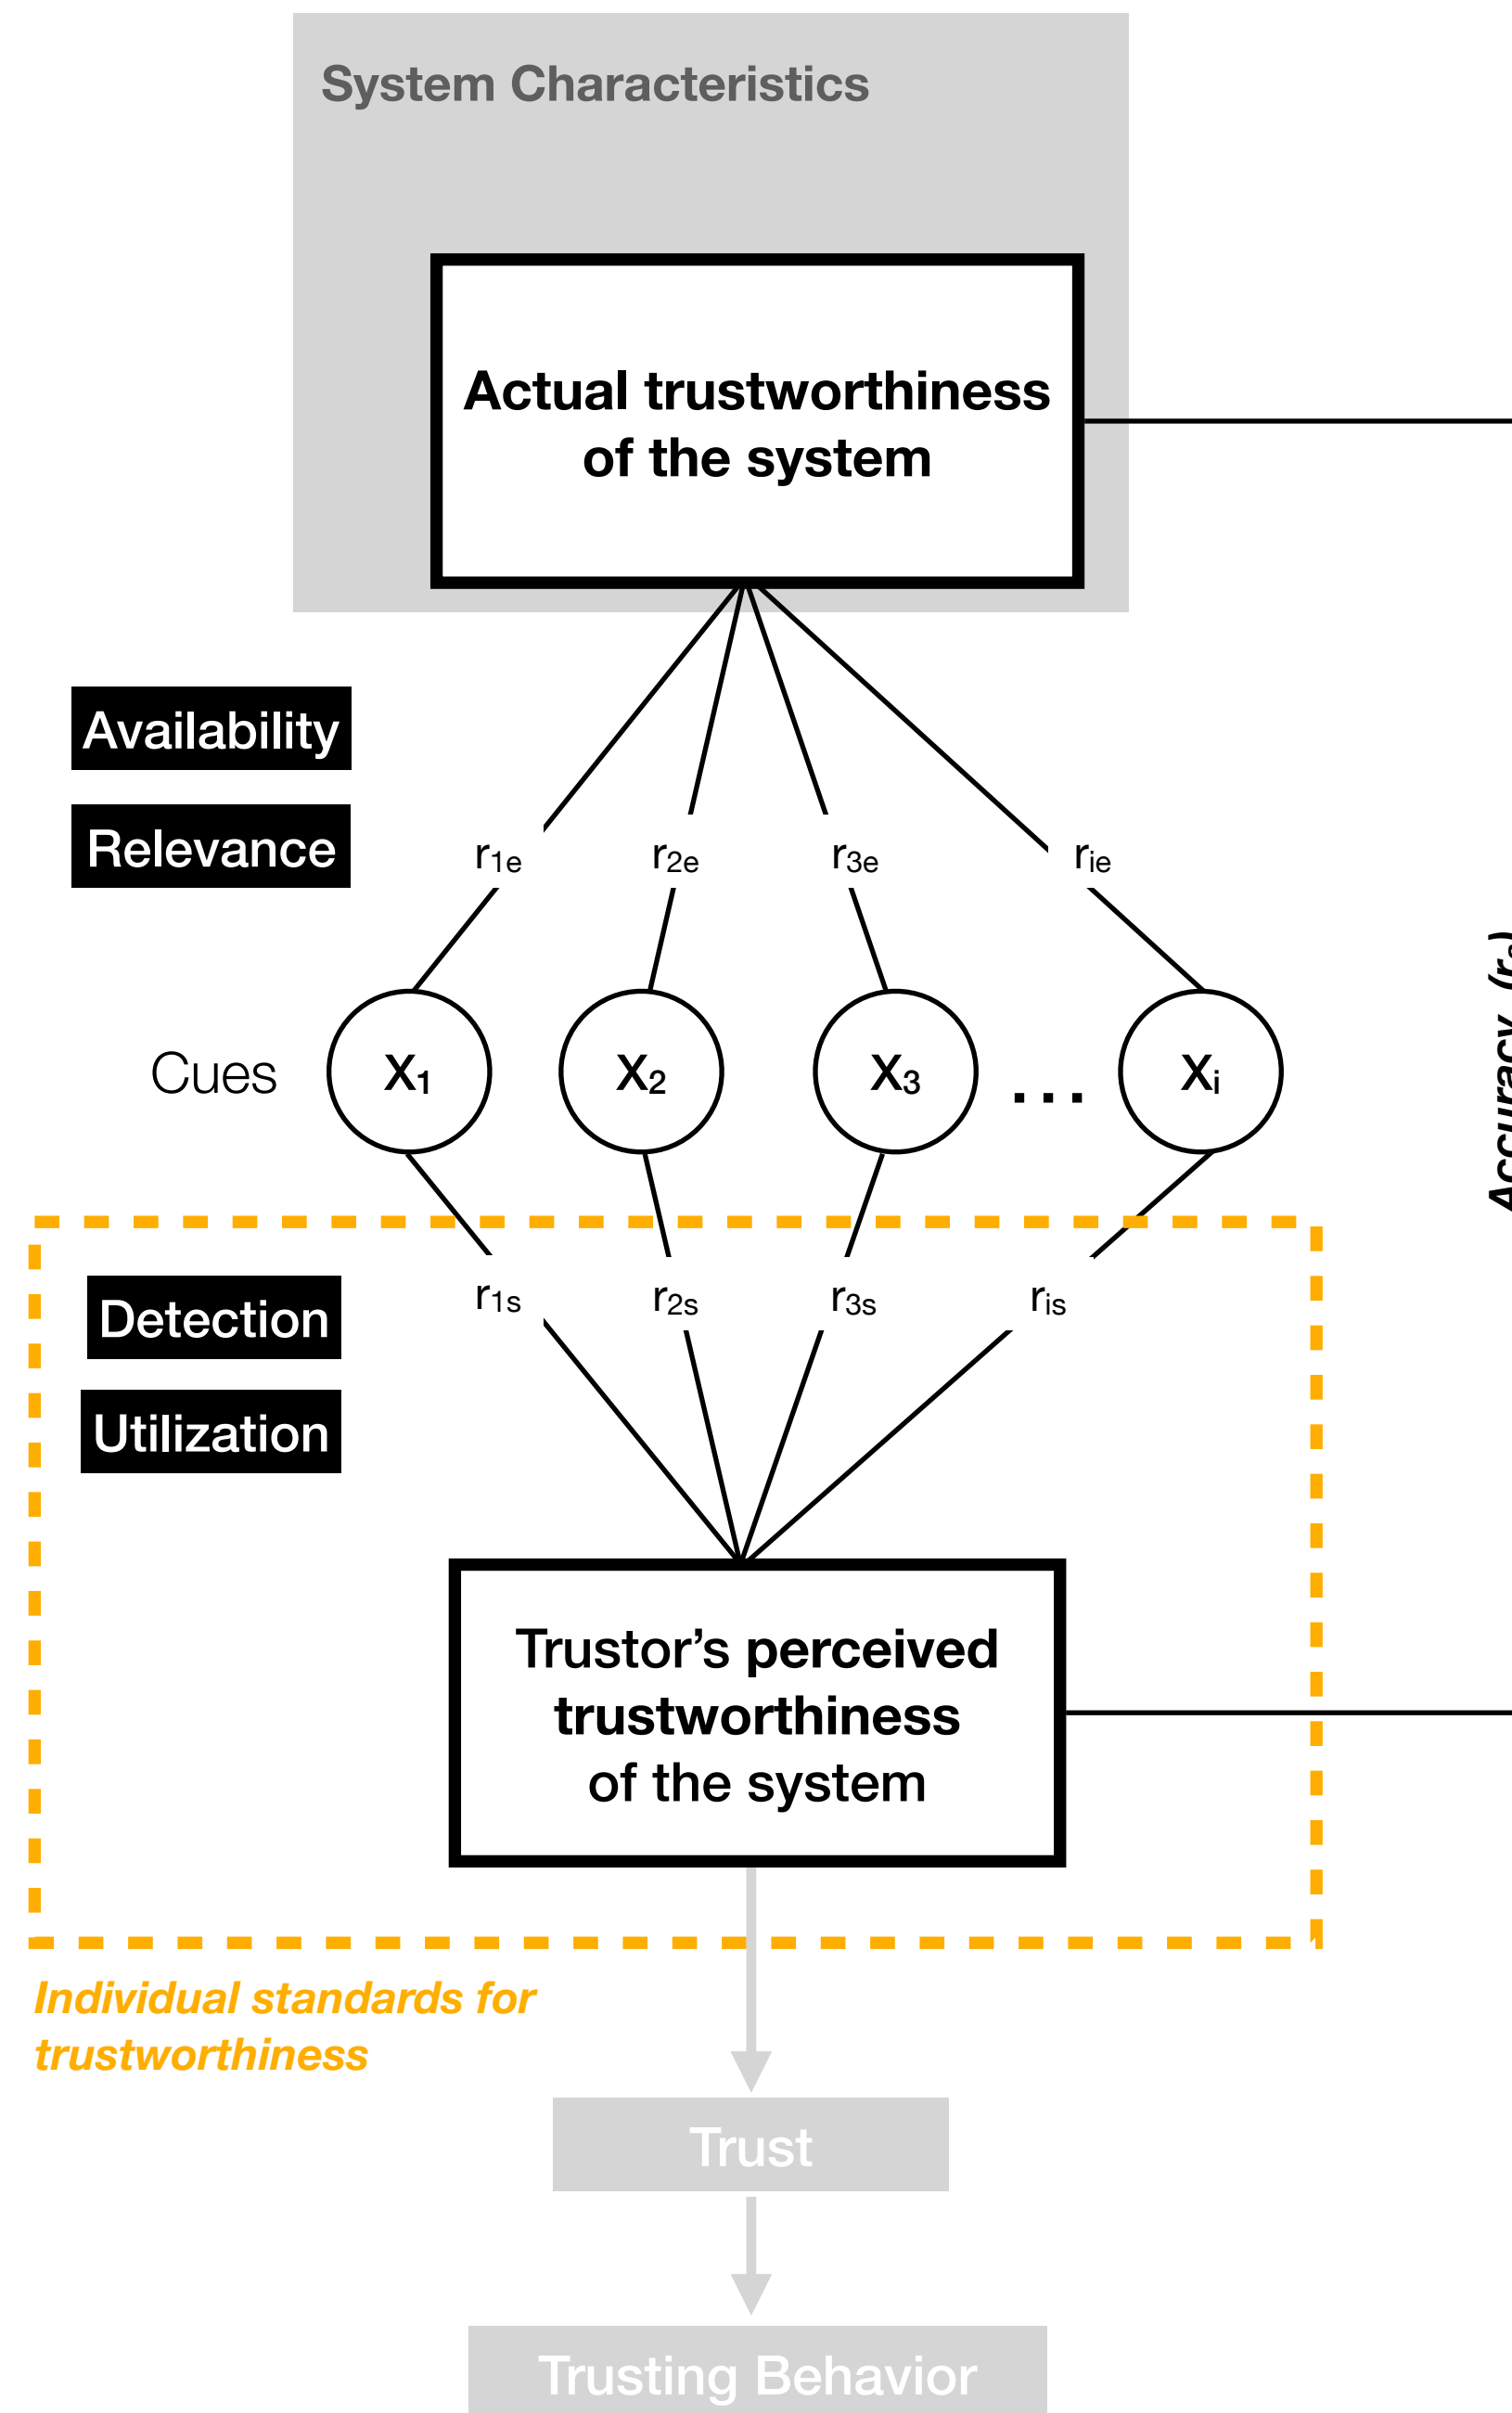 System Characteristics
Actual trustworthiness
of the system
Availability
Relevance
r1e r2e r3e rie
Cues X1 X2 X3 ... Xi
Accuracy
Detection
Utilization
r1s r2s r3s ris
Trustor’s perceived
trustworthiness
of the system
Individual standards for
trustworthiness
Trust
Trusting Behavior